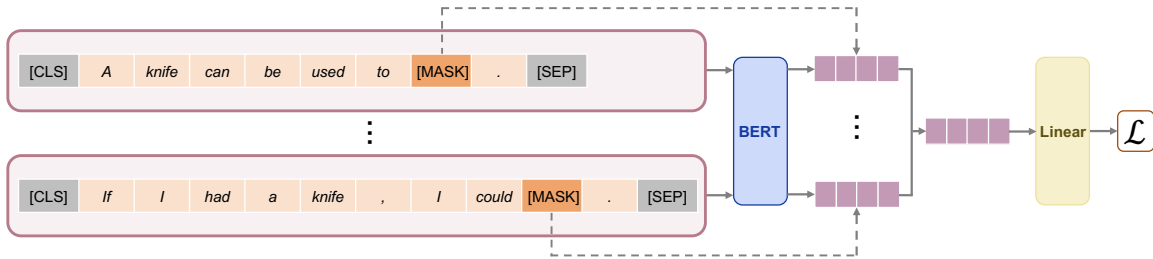 [CLS] A knife can be used to [MASK] . [SEP]
BERT
Linear
ℒ
[CLS] If I had a knife , I could [MASK] . [SEP]